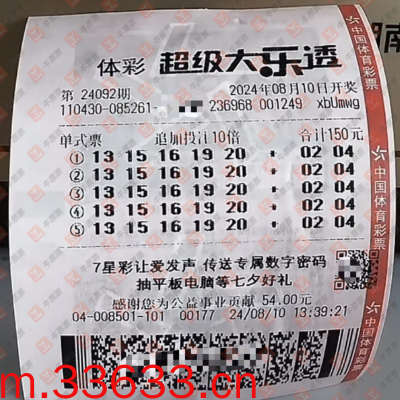 体彩 超级大乐透
第 24092期 2024年08月10日开奖
110430-085261- 236968 001249 xbUmwg
单式票 追加投注10倍 合计150元
① 13 15 16 19 20 + 02 04
② 13 15 16 19 20 + 02 04
③ 13 15 16 19 20 + 02 04
④ 13 15 16 19 20 + 02 04
⑤ 13 15 16 19 20 + 02 04
7星彩让爱发声 传送专属数字密码
抽平板电脑等七夕好礼
感谢您为公益事业贡献 54.00元
04-008501-101 00177 24/08/10 13:39:21
中国体育彩票
中国体育彩票
中国体育彩票
南
m.33633.cn